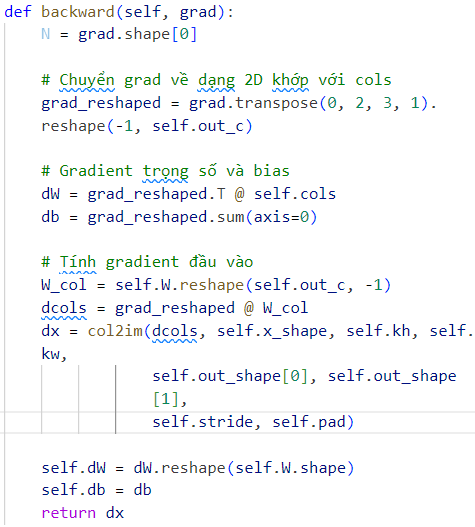 def backward(self, grad):
    N = grad.shape[0]

    # Chuyển grad về dạng 2D khớp với cols
    grad_reshaped = grad.transpose(0, 2, 3, 1).
    reshape(-1, self.out_c)

    # Gradient trọng số và bias
    dW = grad_reshaped.T @ self.cols
    db = grad_reshaped.sum(axis=0)

    # Tính gradient đầu vào
    W_col = self.W.reshape(self.out_c, -1)
    dcols = grad_reshaped @ W_col
    dx = col2im(dcols, self.x_shape, self.kh, self.
    kw,
                self.out_shape[0], self.out_shape
                [1],
                self.stride, self.pad)

    self.dW = dW.reshape(self.W.shape)
    self.db = db
    return dx